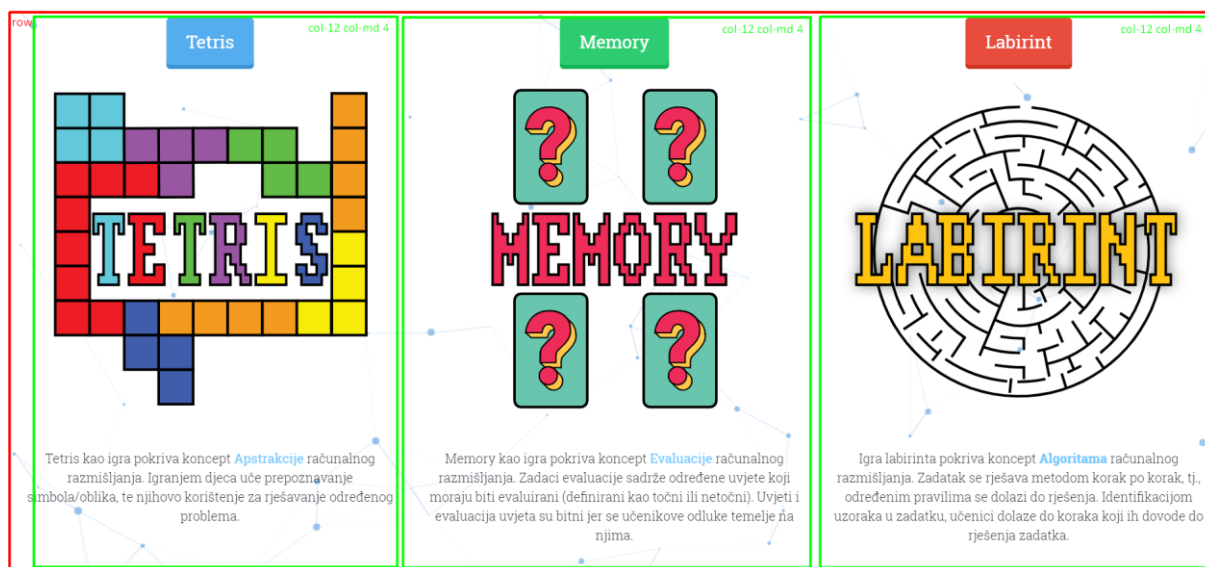 row
col-12 col-md 4
Tetris
TETRIS
Tetris kao igra pokriva koncept Apstrakcije računalnog
razmišljanja. Igranjem djeca uče prepoznavanje
simbola/oblika, te njihovo korištenje za rješavanje određenog
problema.
col-12 col-md 4
Memory
?
?
MEMORY
?
?
Memory kao igra pokriva koncept Evaluacije računalnog
razmišljanja. Zadaci evaluacije sadrže određene uvjete koji
moraju biti evaluirani (definirani kao točni ili netočni). Uvjeti i
evaluacija uvjeta su bitni jer se učenikove odluke temelje na
njima.
col-12 col-md 4
Labirint
LABIRINT
Igra labirinta pokriva koncept Algoritama računalnog
razmišljanja. Zadatak se rješava metodom korak po korak, tj.,
određenim pravilima se dolazi do rješenja. Identifikacijom
uzoraka u zadatku, učenici dolaze do koraka koji ih dovode do
rješenja zadatka.